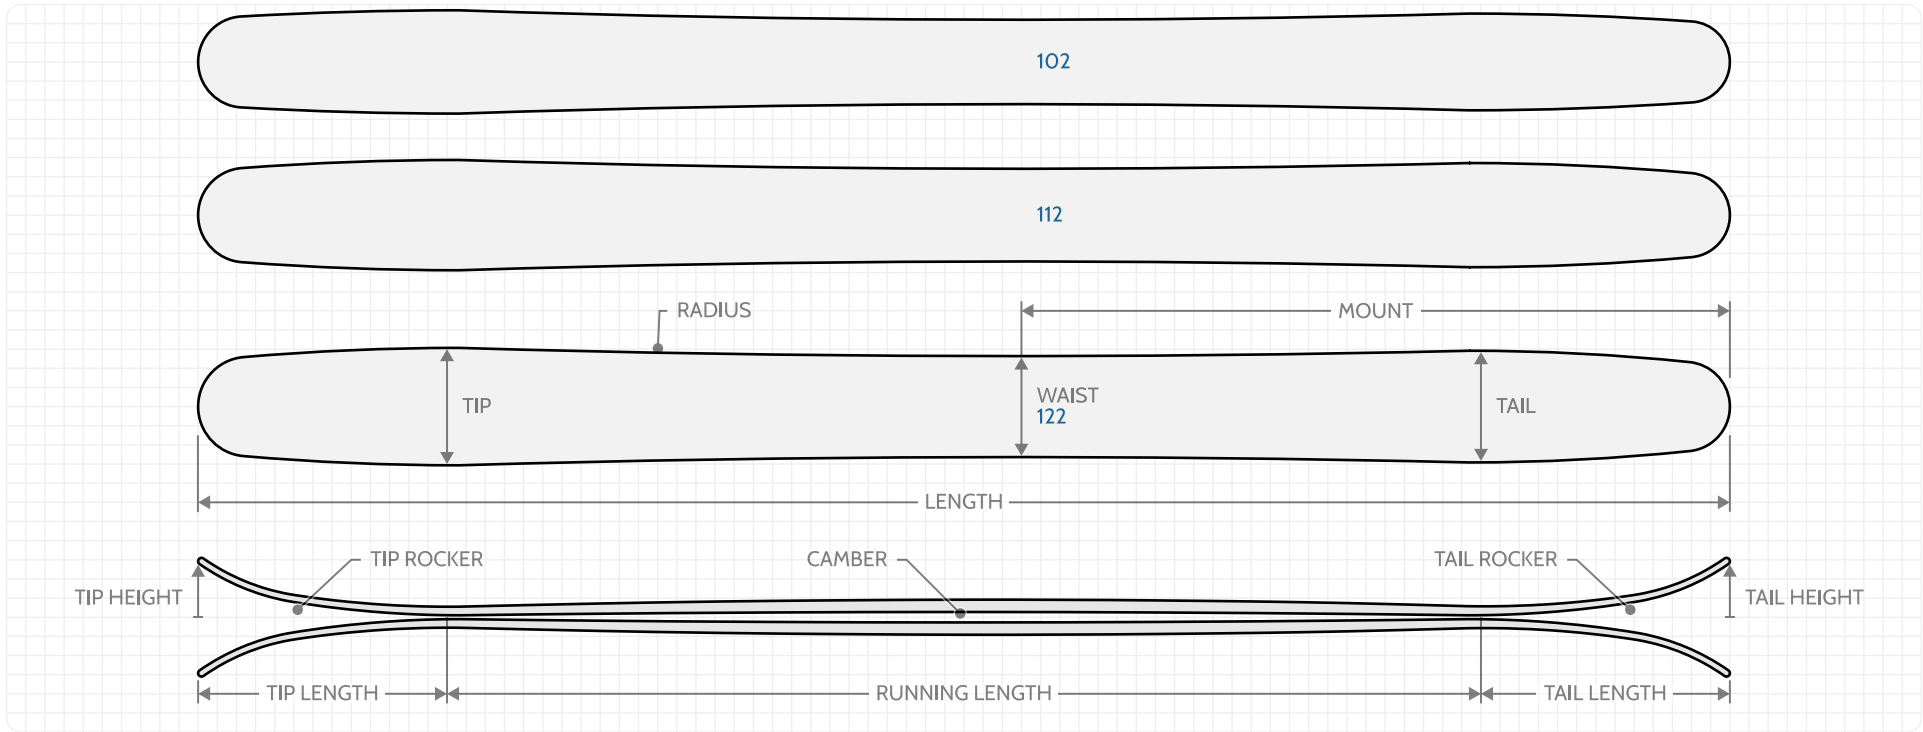 102
112
RADIUS
MOUNT
TIP
WAIST
122
TAIL
LENGTH
TIP ROCKER
CAMBER
TAIL ROCKER
TIP HEIGHT
TAIL HEIGHT
TIP LENGTH
RUNNING LENGTH
TAIL LENGTH